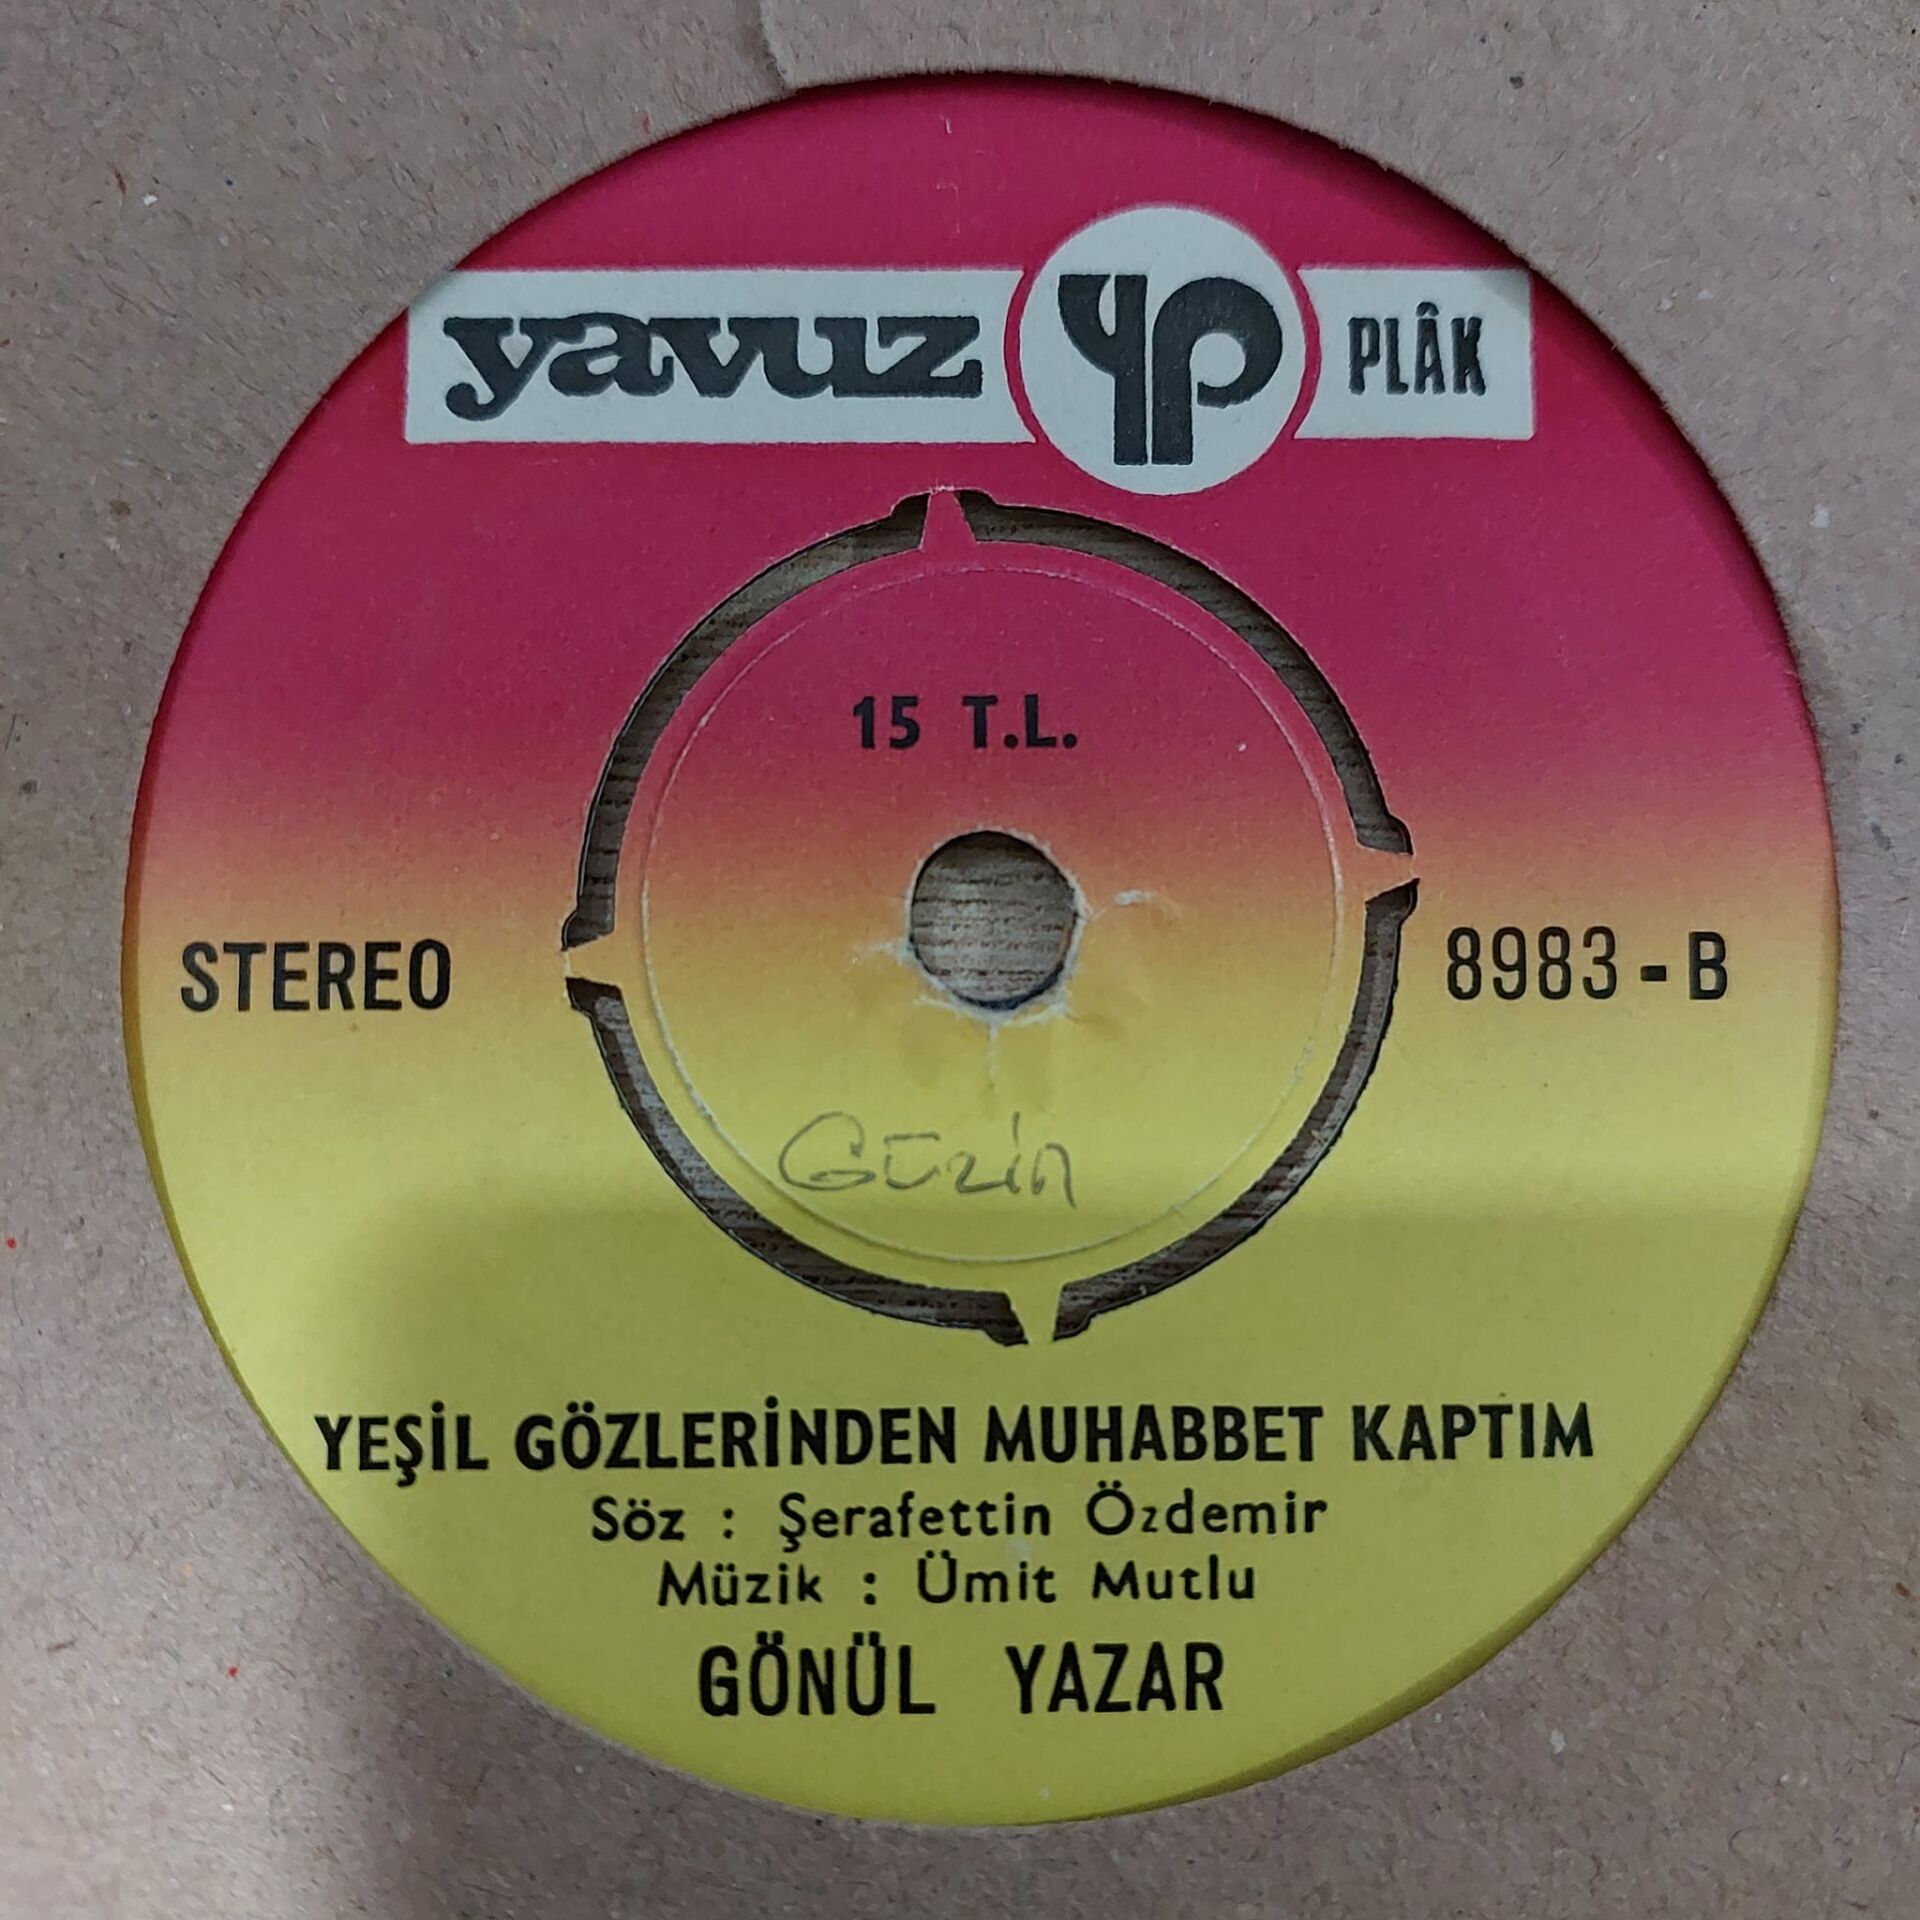 yavuz yp PLÂK
15 T.L.
STEREO
8983 - B
Güzin
YEŞİL GÖZLERİNDEN MUHABBET KAPTIM
Söz : Şerafettin Özdemir
Müzik : Ümit Mutlu
GÖNÜL YAZAR